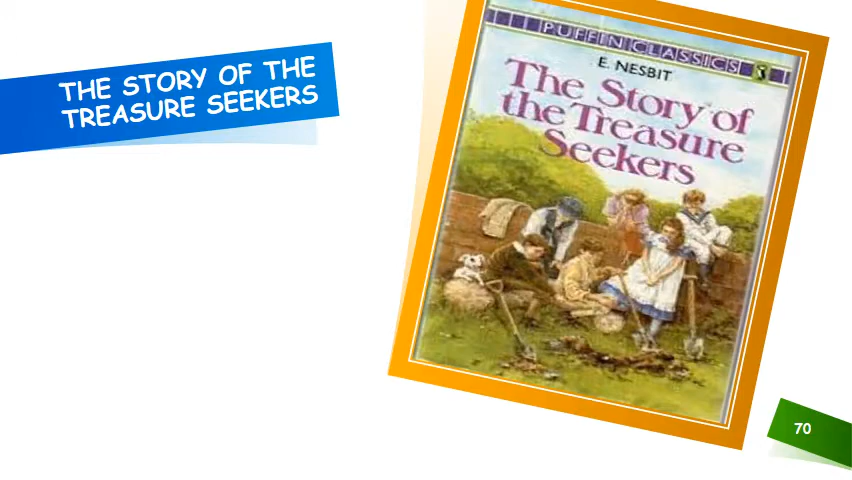 THE STORY OF THE
TREASURE SEEKERS
PUFFIN CLASSICS
E. NESBIT
The Story of
the Treasure
Seekers
70